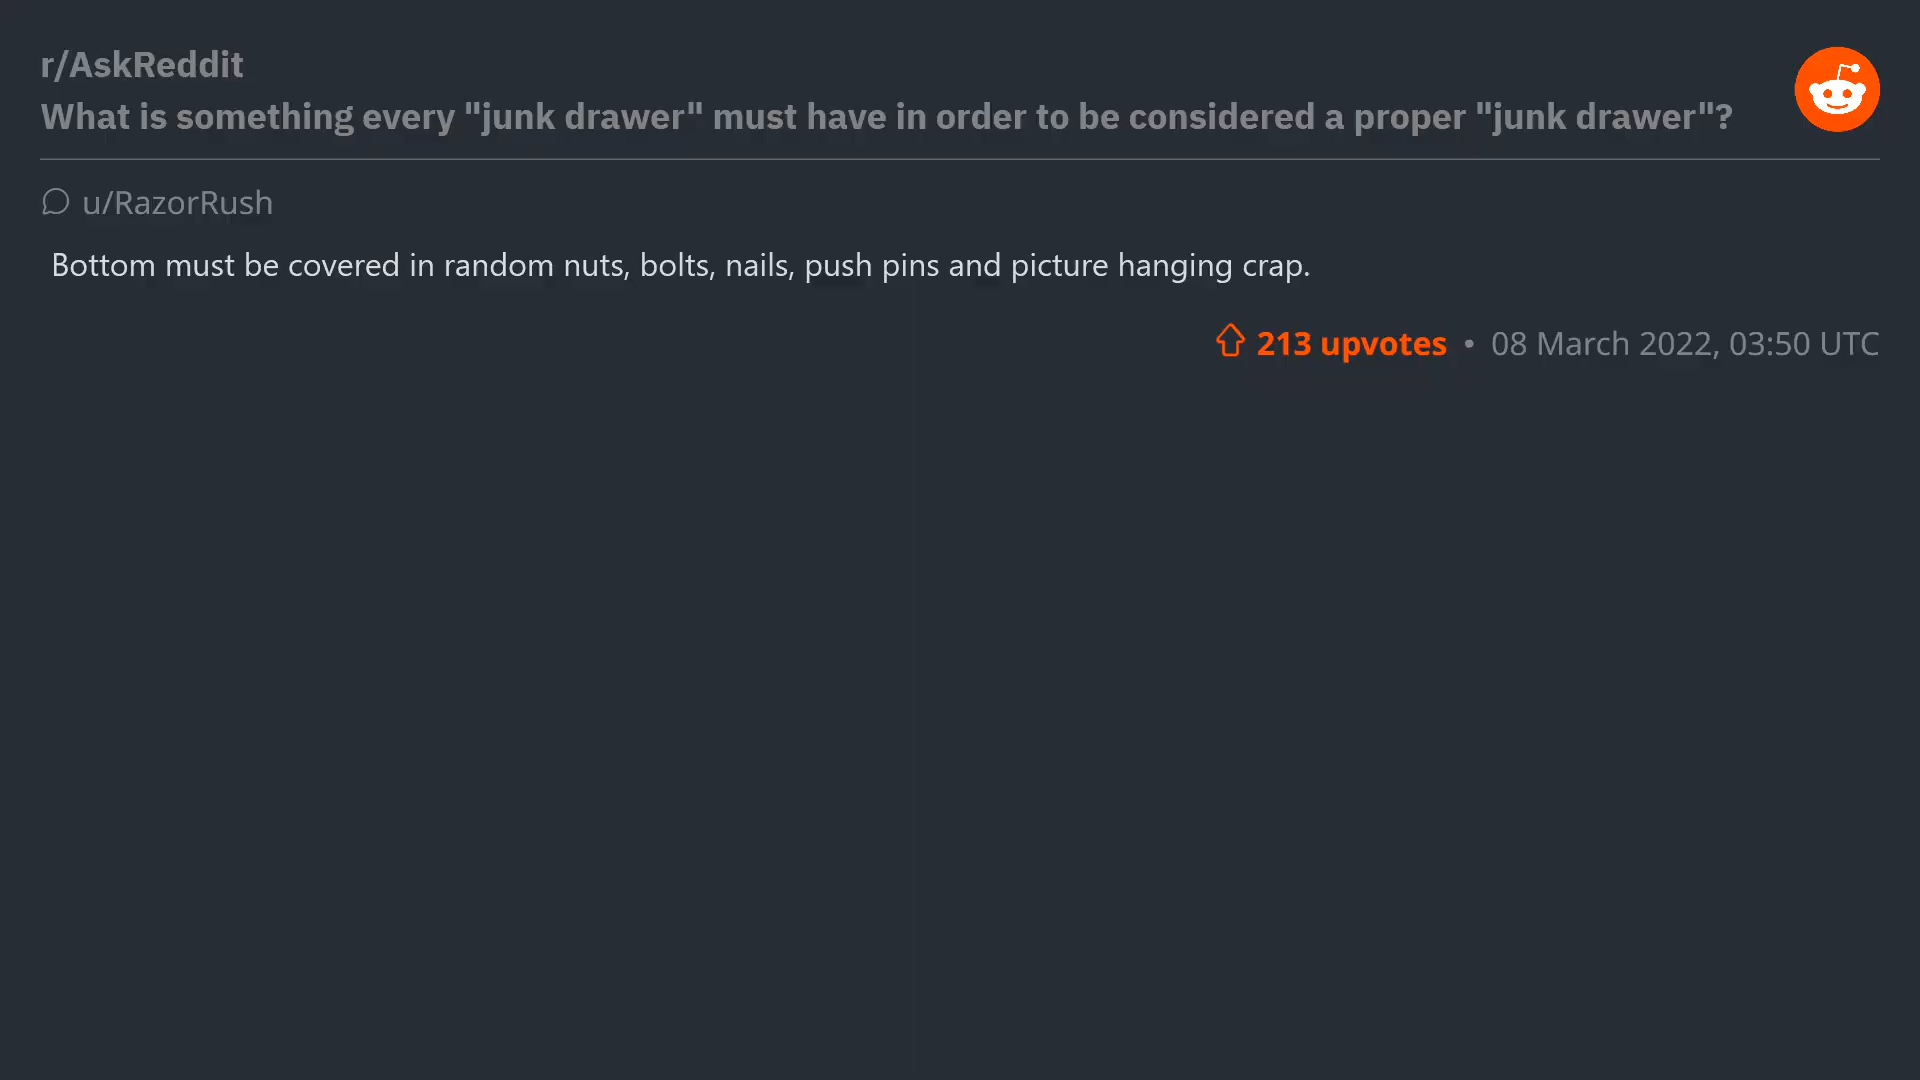 r/AskReddit
What is something every "junk drawer" must have in order to be considered a proper "junk drawer"?
u/RazorRush
Bottom must be covered in random nuts, bolts, nails, push pins and picture hanging crap.
213 upvotes • 08 March 2022, 03:50 UTC